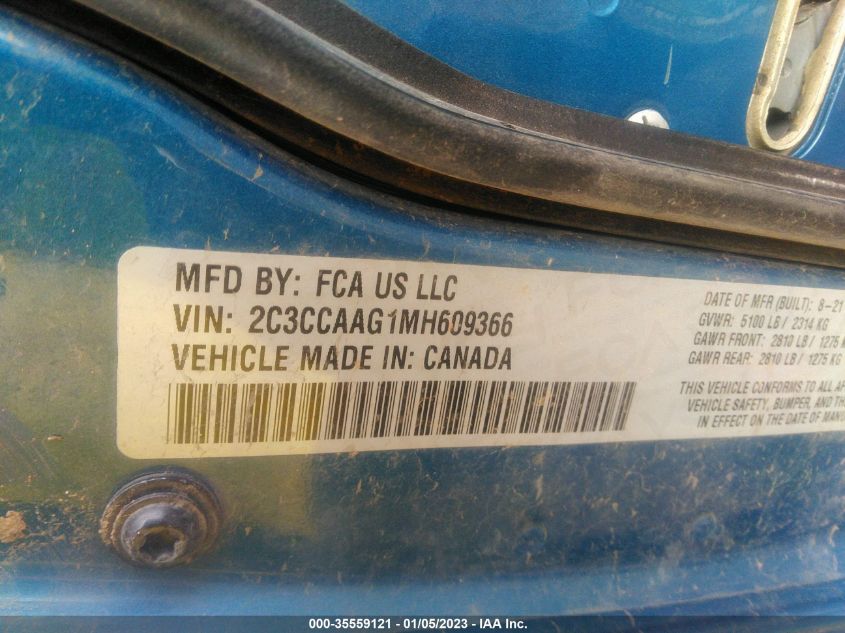 MFD BY: FCA US LLC
VIN: 2C3CCAAG1MH609366
VEHICLE MADE IN: CANADA
DATE OF MFR (BUILT): 8-21
GVWR: 5100 LB / 2314 KG
GAWR FRONT: 2810 LB / 1275 K
GAWR REAR: 2810 LB / 1275 KG
THIS VEHICLE CONFORMS TO ALL AP
VEHICLE SAFETY, BUMPER, AND TH
IN EFFECT ON THE DATE OF MANU
000-35559121 - 01/05/2023 - IAA Inc.